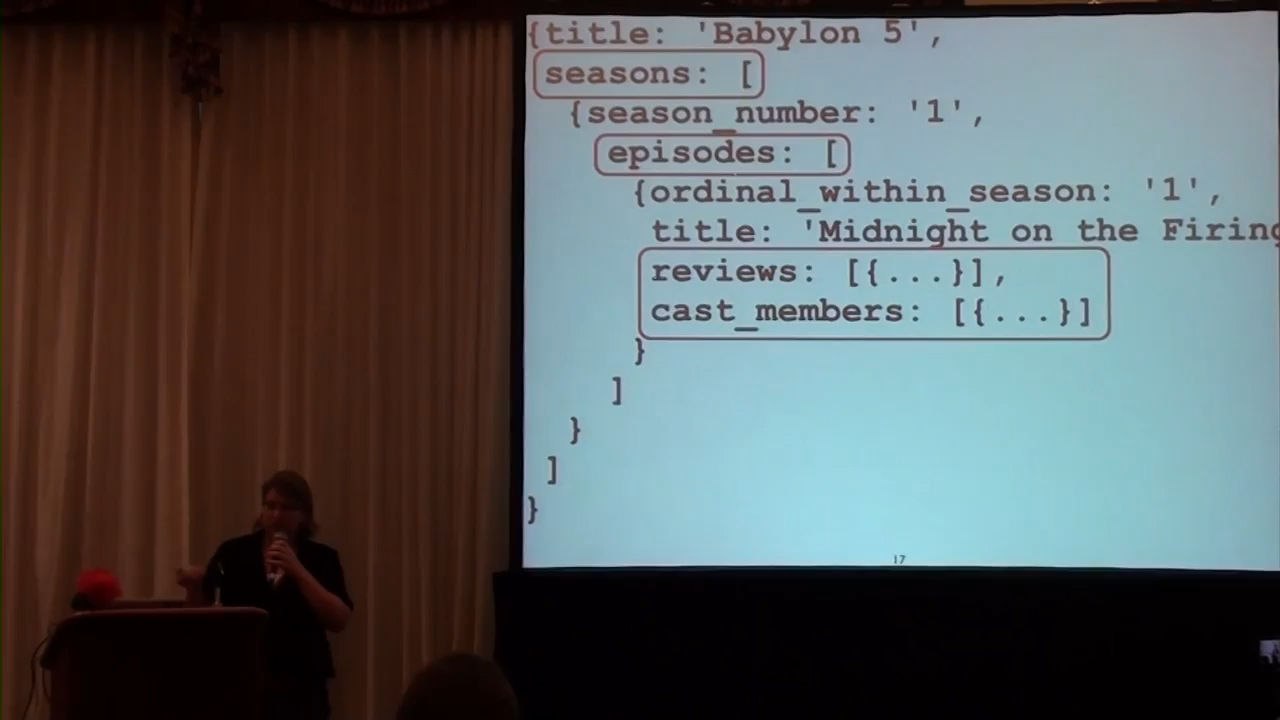 {title: 'Babylon 5',
seasons: [
{season_number: '1',
episodes: [
{ordinal_within_season: '1',
title: 'Midnight on the Firing
reviews: [{...}],
cast_members: [{...}]
}
]
}
]
}
17